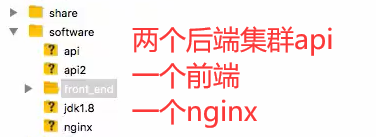 share
software
api
api2
front_end
jdk1.8
nginx
两个后端集群api
一个前端
一个nginx